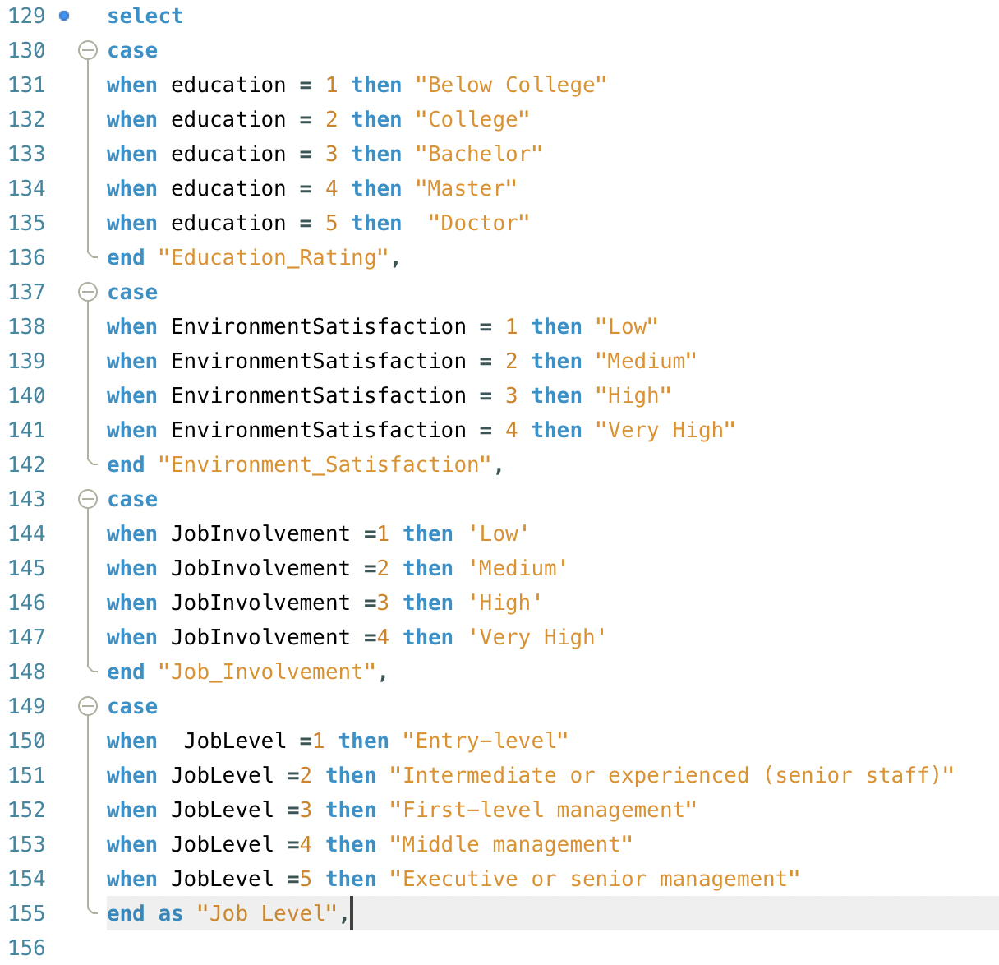 129 select
130 case
131 when education = 1 then "Below College"
132 when education = 2 then "College"
133 when education = 3 then "Bachelor"
134 when education = 4 then "Master"
135 when education = 5 then  "Doctor"
136 end "Education_Rating",
137 case
138 when EnvironmentSatisfaction = 1 then "Low"
139 when EnvironmentSatisfaction = 2 then "Medium"
140 when EnvironmentSatisfaction = 3 then "High"
141 when EnvironmentSatisfaction = 4 then "Very High"
142 end "Environment_Satisfaction",
143 case
144 when JobInvolvement =1 then 'Low'
145 when JobInvolvement =2 then 'Medium'
146 when JobInvolvement =3 then 'High'
147 when JobInvolvement =4 then 'Very High'
148 end "Job_Involvement",
149 case
150 when  JobLevel =1 then "Entry-level"
151 when JobLevel =2 then "Intermediate or experienced (senior staff)"
152 when JobLevel =3 then "First-level management"
153 when JobLevel =4 then "Middle management"
154 when JobLevel =5 then "Executive or senior management"
155 end as "Job Level",
156